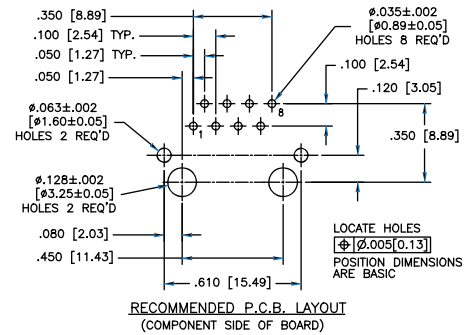 .350 [8.89]
.100 [2.54] TYP.
.050 [1.27] TYP.
.050 [1.27]
ø.035±.002
[ø0.89±0.05]
HOLES 8 REQ'D
.100 [2.54]
.120 [3.05]
8
1
ø.063±.002
[ø1.60±0.05]
HOLES 2 REQ'D
.350 [8.89]
ø.128±.002
[ø3.25±0.05]
HOLES 2 REQ'D
.080 [2.03]
.450 [11.43]
.610 [15.49]
LOCATE HOLES
⌖ Ø.005[0.13]
POSITION DIMENSIONS
ARE BASIC
RECOMMENDED P.C.B. LAYOUT
(COMPONENT SIDE OF BOARD)